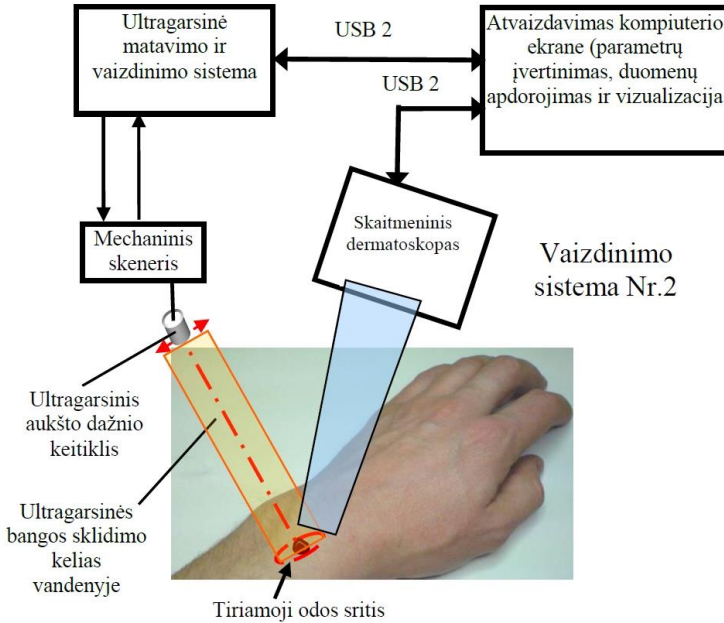 Ultragarsinė
matavimo ir
vaizdinimo sistema
USB 2
USB 2
Atvaizdavimas kompiuterio
ekrane (parametrų
įvertinimas, duomenų
apdorojimas ir vizualizacija
Mechaninis
skeneris
Skaitmeninis
dermatoskopas
Vaizdinimo
sistema Nr.2
Ultragarsinis
aukšto dažnio
keitiklis
Ultragarsinės
bangos sklidimo
kelias
vandenyje
Tiriamoji odos sritis